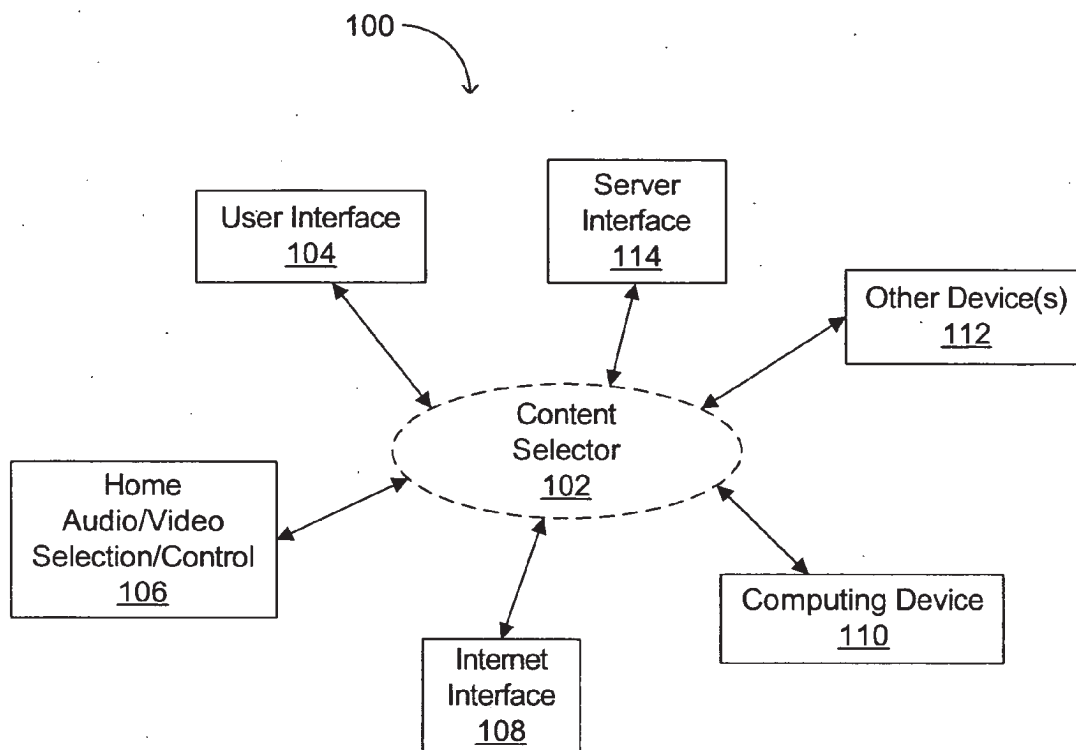 100
User Interface
104
Server
Interface
114
Other Device(s)
112
Content
Selector
102
Home
Audio/Video
Selection/Control
106
Computing Device
110
Internet
Interface
108